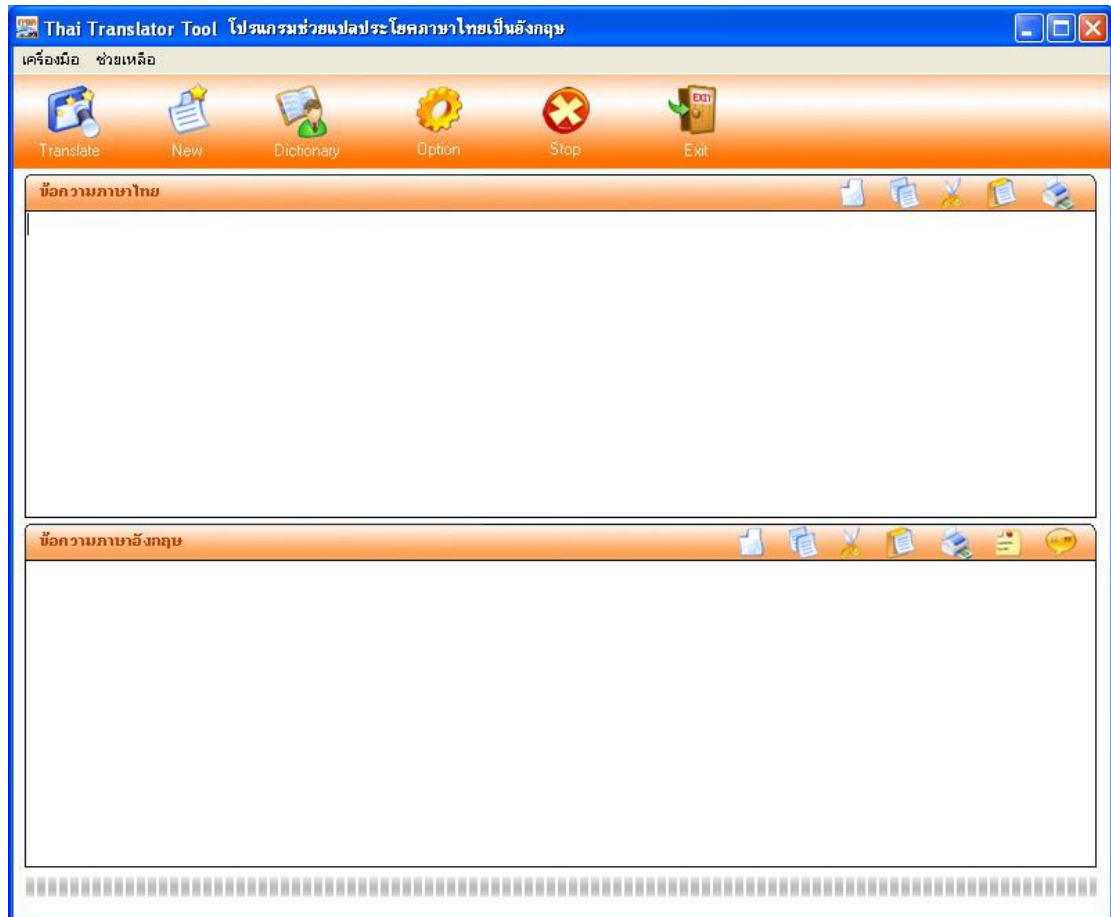 Thai Translator Tool โปรแกรมช่วยแปลประโยคภาษาไทยเป็นอังกฤษ
เครื่องมือ ช่วยเหลือ
Translate New Dictionary Option Stop Exit
EXIT
ข้อความภาษาไทย
ข้อความภาษาอังกฤษ